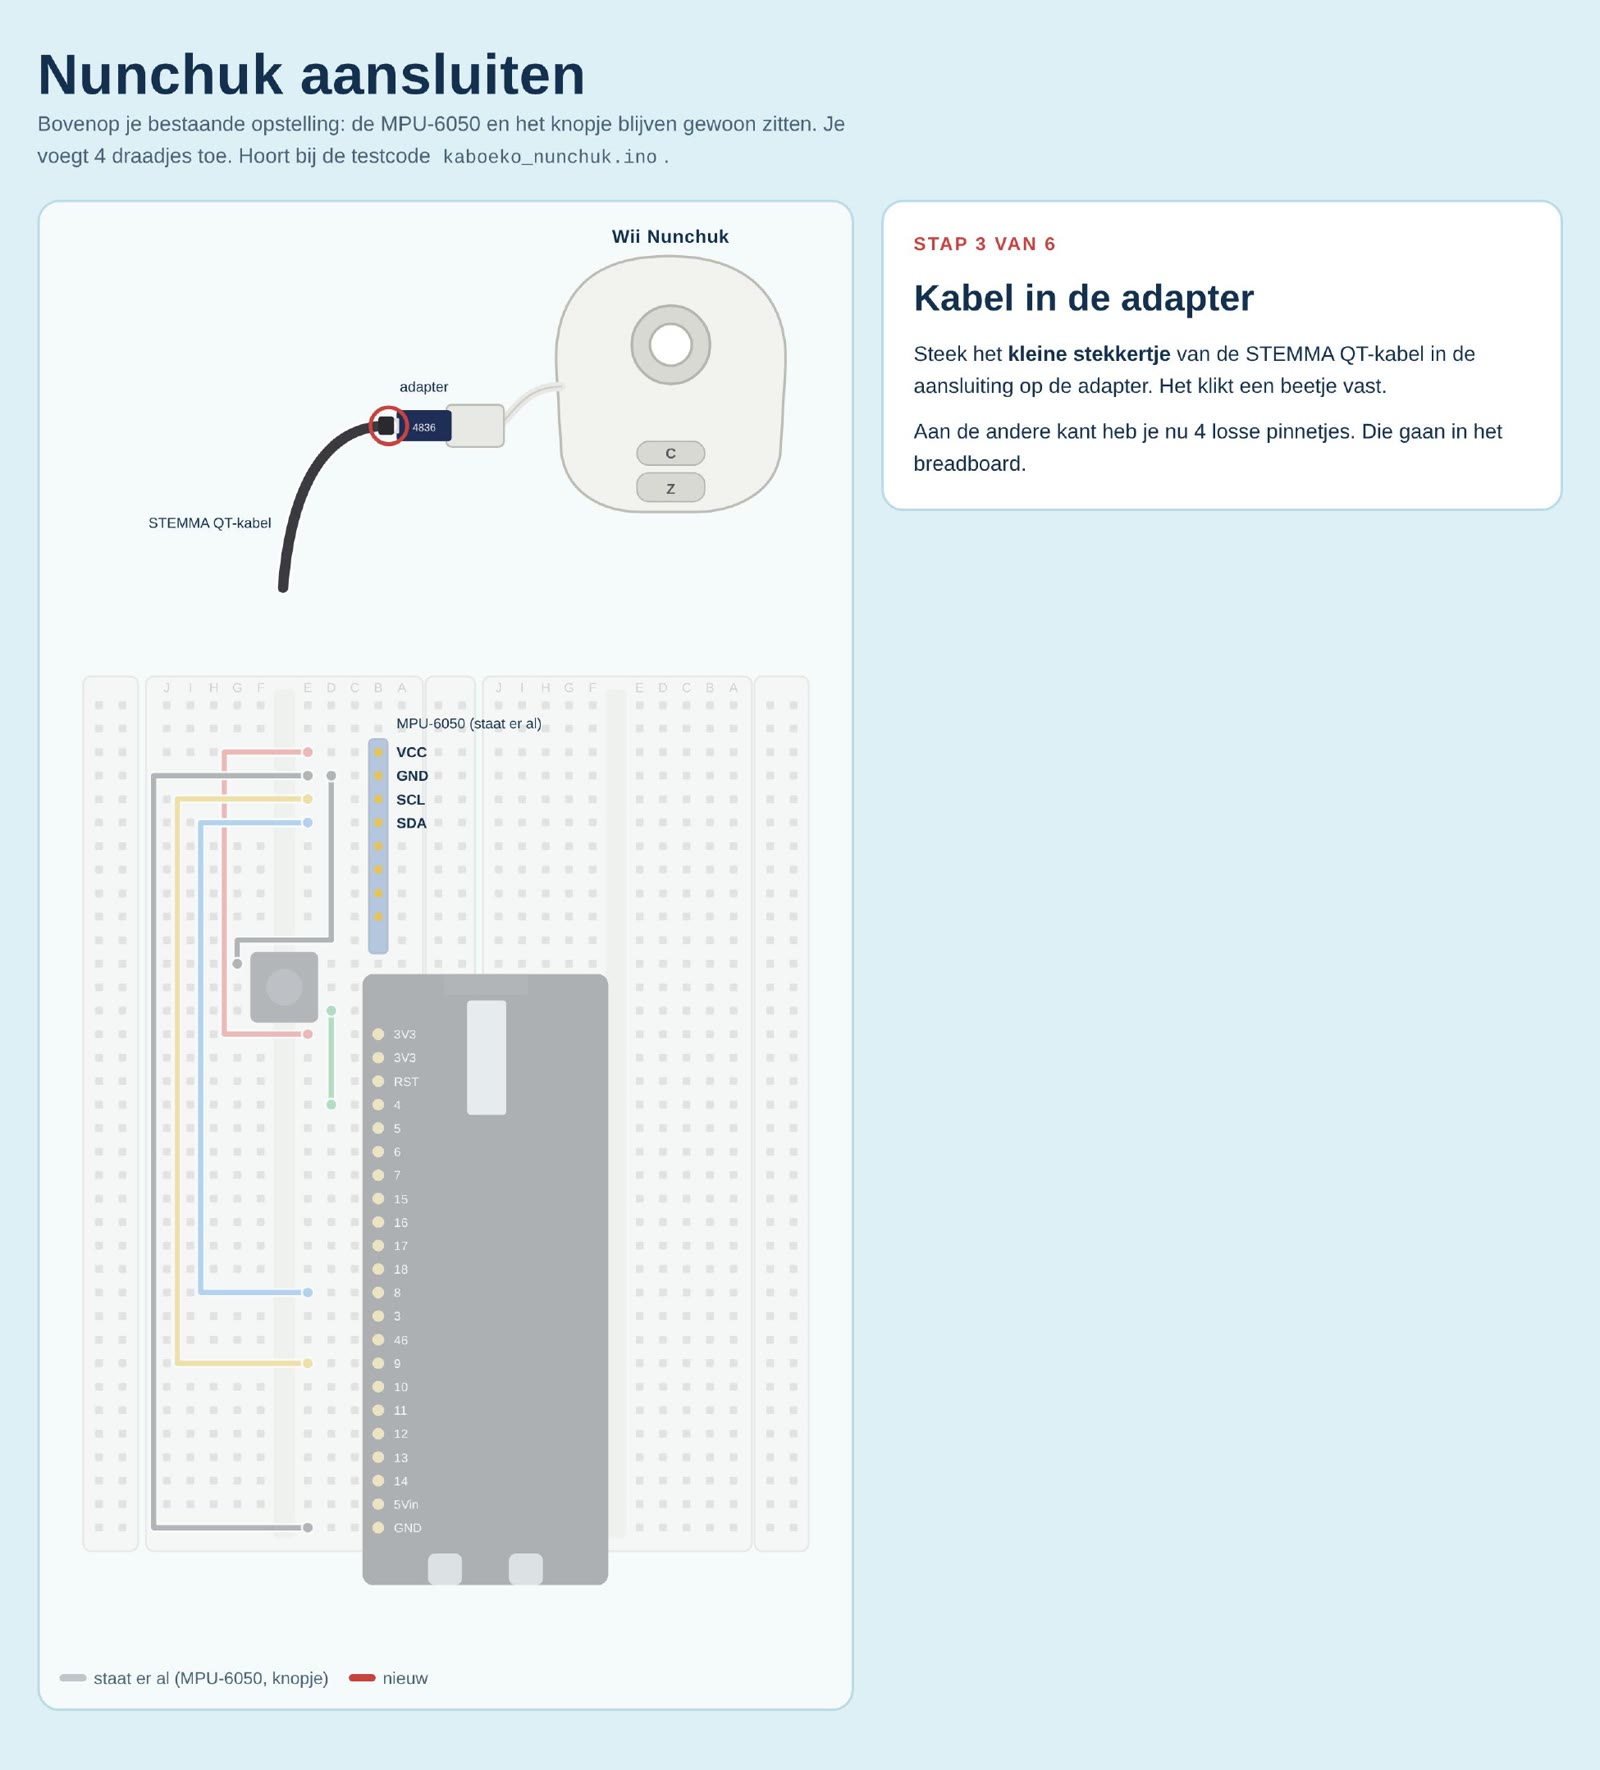 Nunchuk aansluiten
Bovenop je bestaande opstelling: de MPU-6050 en het knopje blijven gewoon zitten. Je
voegt 4 draadjes toe. Hoort bij de testcode kaboeko_nunchuk.ino .
Wii Nunchuk
adapter
4836
C
Z
STEMMA QT-kabel
J I H G F E D C B A J I H G F E D C B A
MPU-6050 (staat er al)
VCC
GND
SCL
SDA
3V3
3V3
RST
4
5
6
7
15
16
17
18
8
3
46
9
10
11
12
13
14
5Vin
GND
staat er al (MPU-6050, knopje) nieuw
STAP 3 VAN 6
Kabel in de adapter
Steek het kleine stekkertje van de STEMMA QT-kabel in de
aansluiting op de adapter. Het klikt een beetje vast.
Aan de andere kant heb je nu 4 losse pinnetjes. Die gaan in het
breadboard.